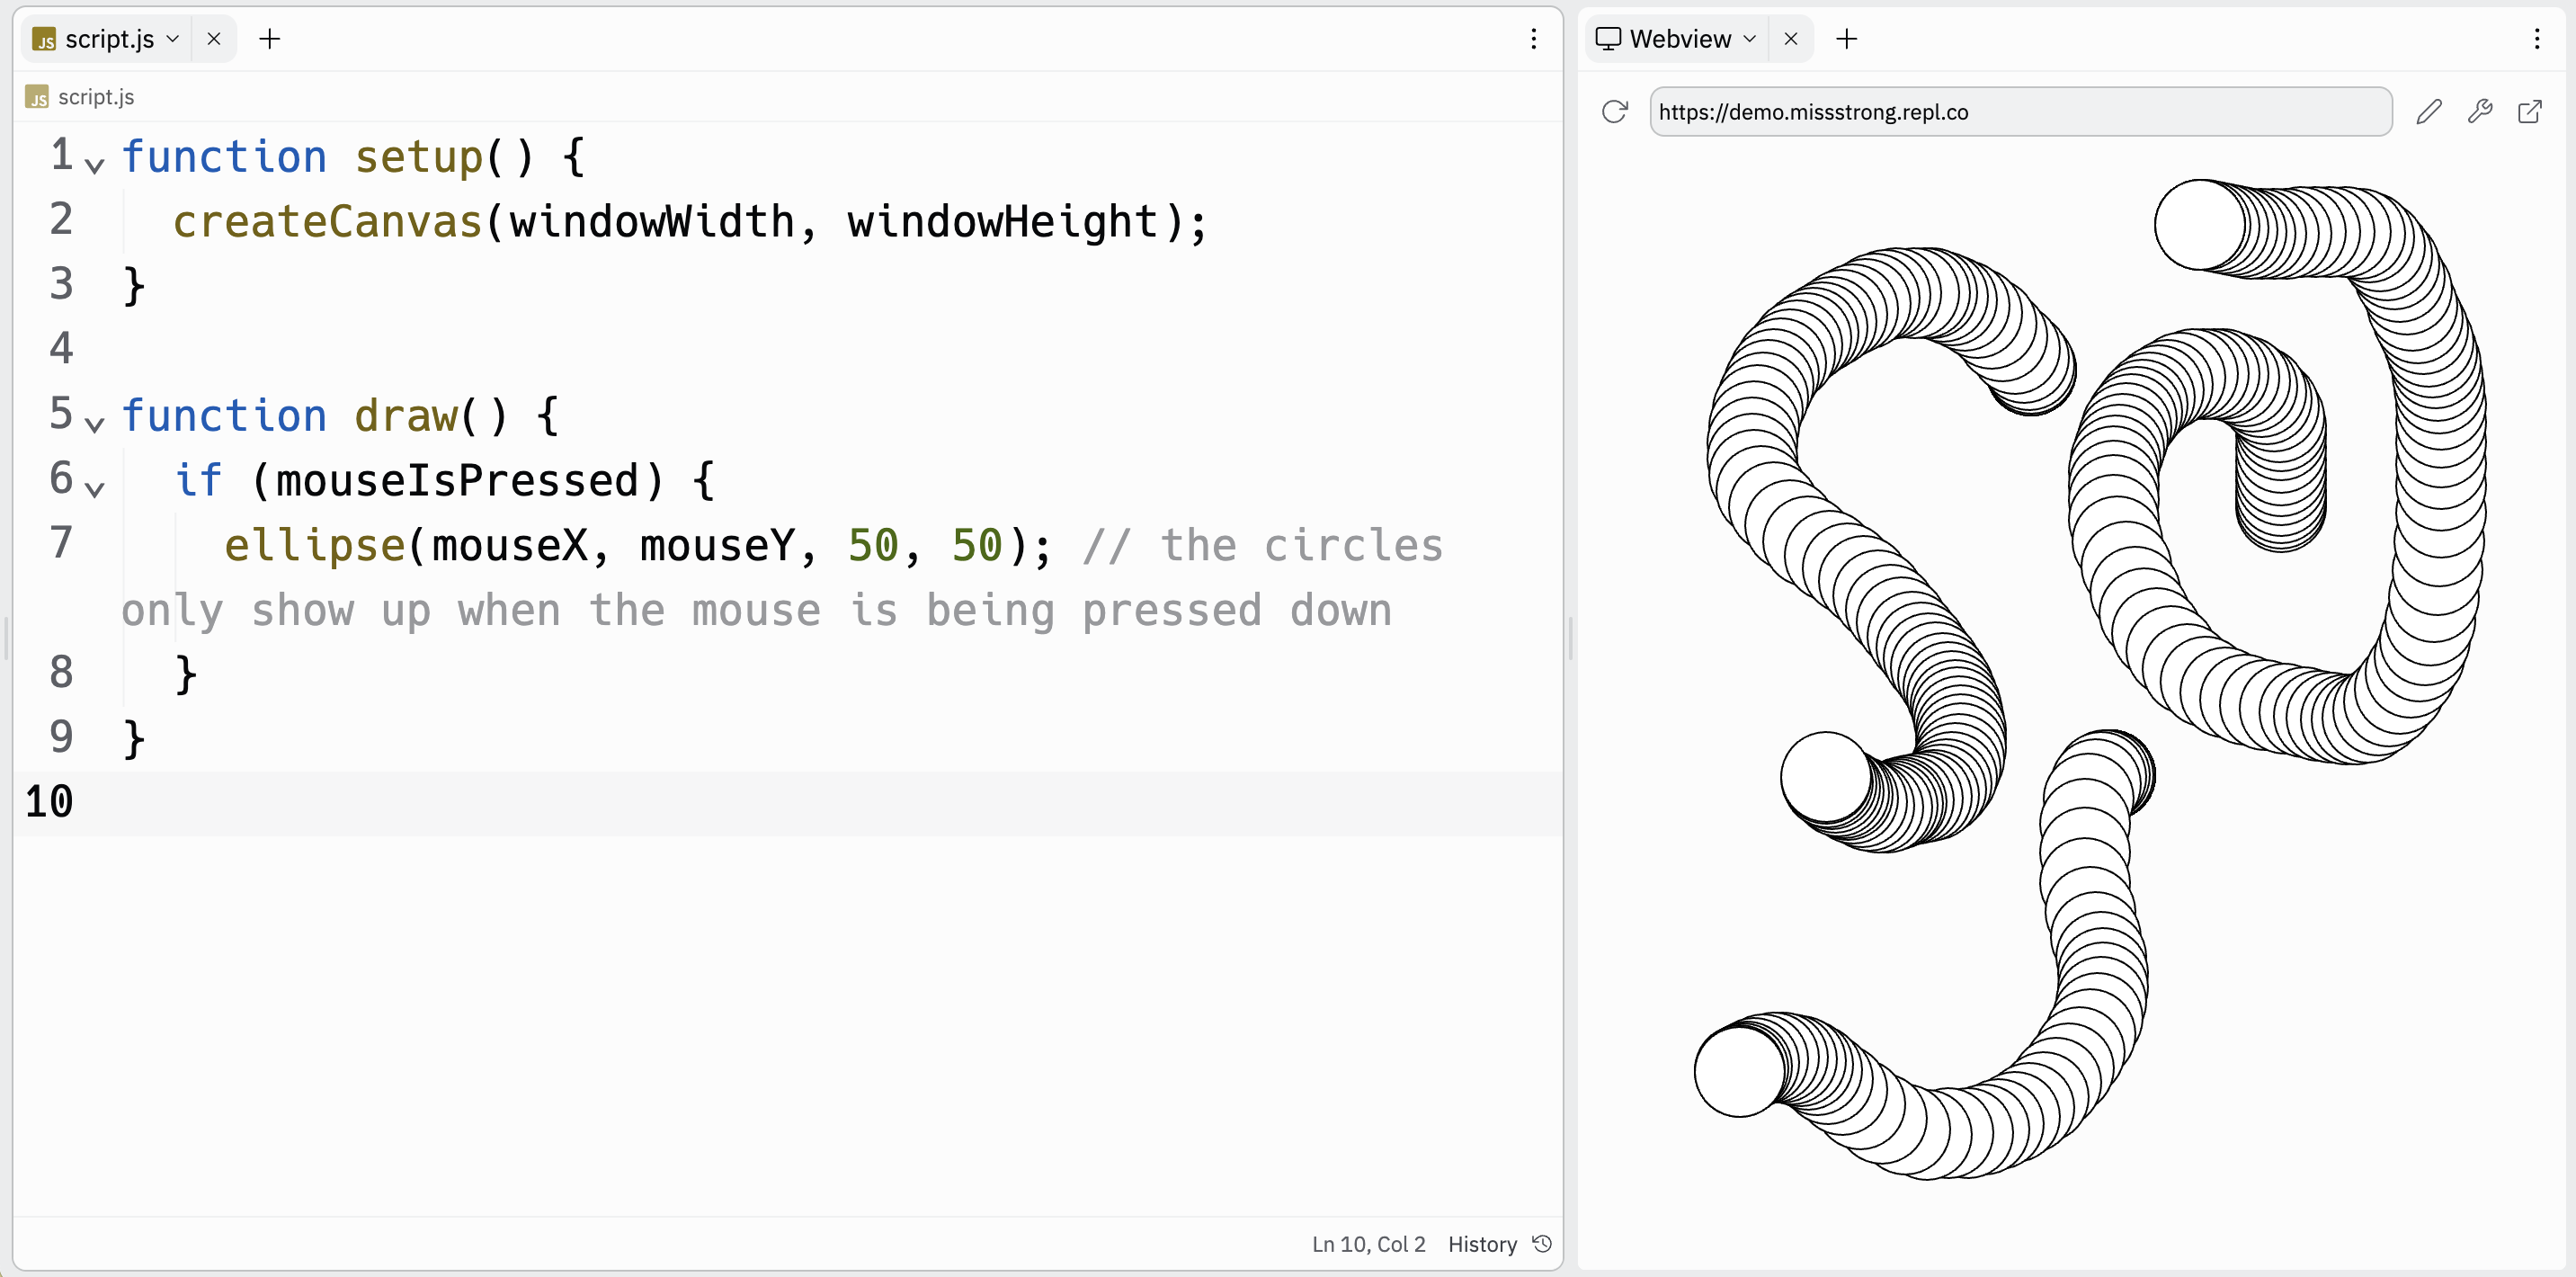 script.js
script.js
1 function setup() {
2 createCanvas(windowWidth, windowHeight);
3 }
4
5 function draw() {
6 if (mouseIsPressed) {
7 ellipse(mouseX, mouseY, 50, 50); // the circles
only show up when the mouse is being pressed down
8 }
9 }
10
Ln 10, Col 2 History
Webview
https://demo.missstrong.repl.co